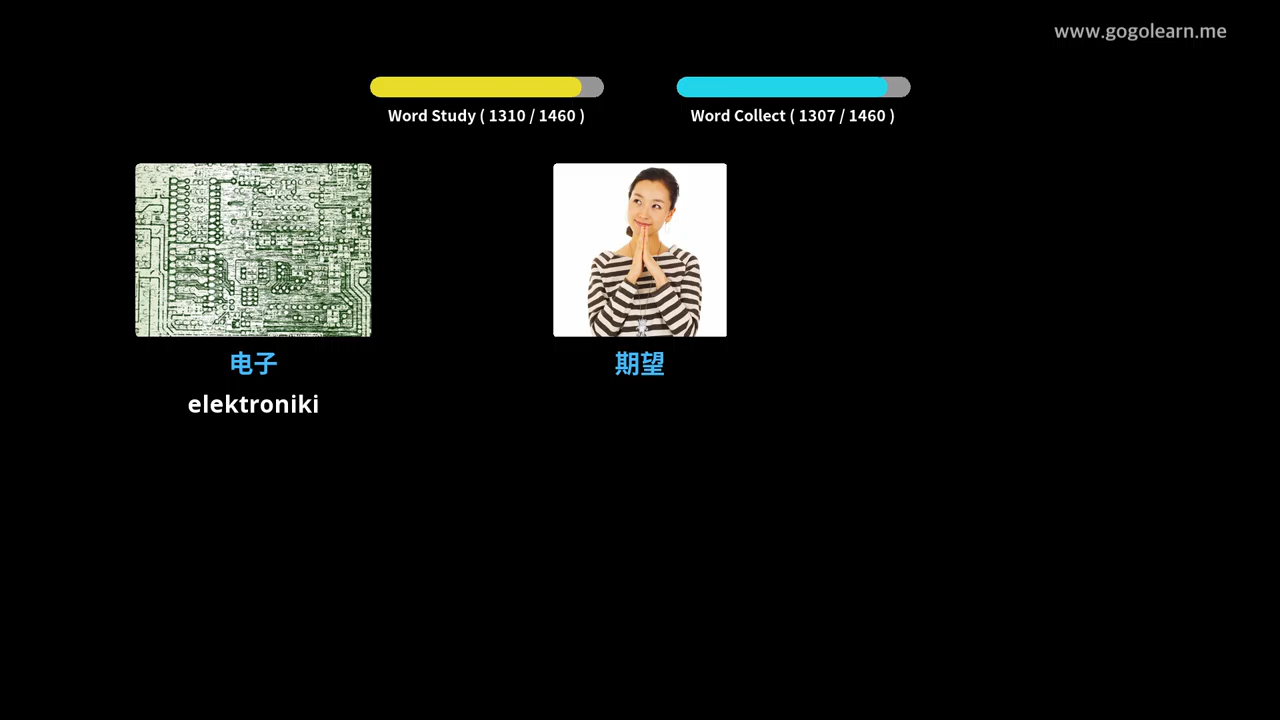 www.gogolearn.me
Word Study ( 1310 / 1460 )
Word Collect ( 1307 / 1460 )
电子
期望
elektroniki